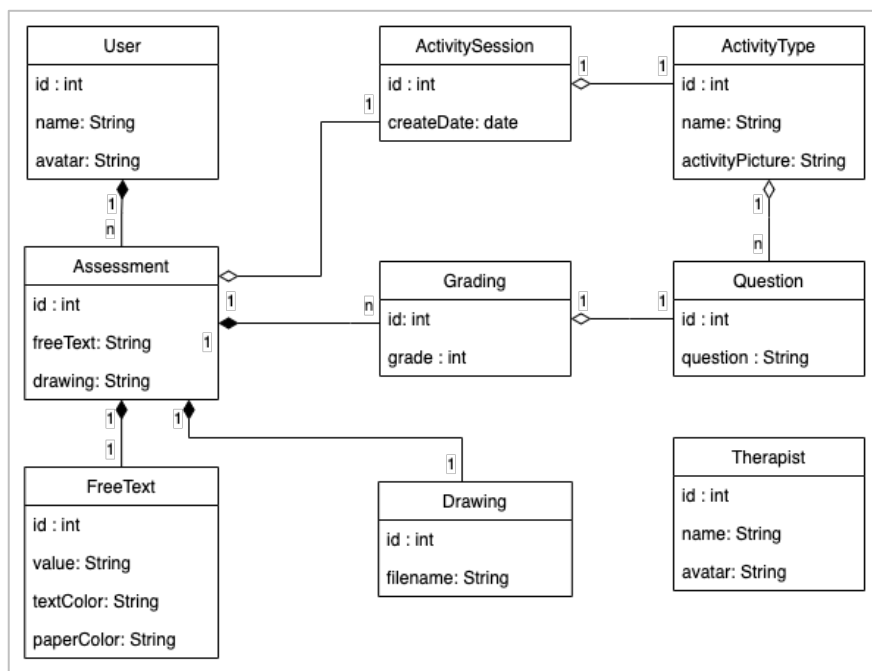 User
id : int
name: String
avatar: String
ActivitySession
id : int
createDate: date
ActivityType
id : int
name: String
activityPicture: String
1
1
1
1
n
1
n
Assessment
id : int
freeText: String
drawing: String
1
1
n
Grading
id: int
grade : int
1
1
Question
id : int
question : String
1
1
1
1
FreeText
id : int
value: String
textColor: String
paperColor: String
Drawing
id : int
filename: String
Therapist
id : int
name: String
avatar: String